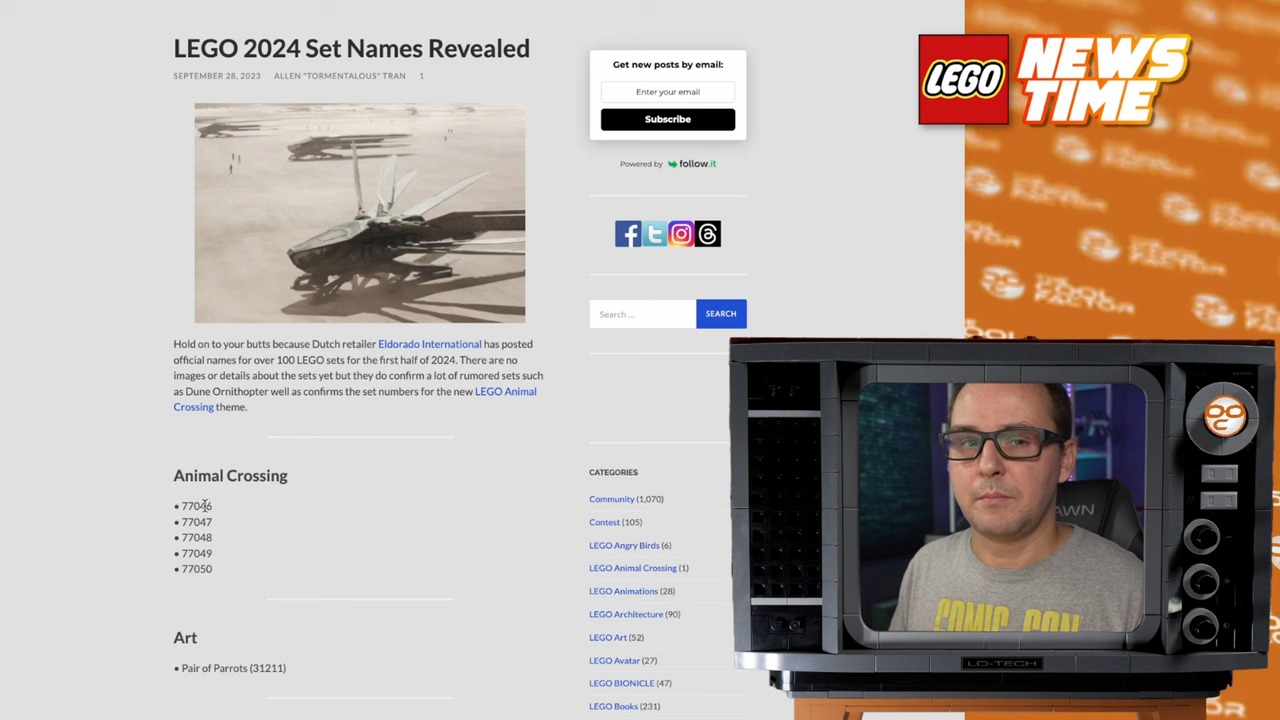 LEGO 2024 Set Names Revealed
SEPTEMBER 28, 2023 ALLEN "TORMENTALOUS" TRAN 1
Hold on to your butts because Dutch retailer Eldorado International has posted
official names for over 100 LEGO sets for the first half of 2024. There are no
images or details about the sets yet but they do confirm a lot of rumored sets such
as Dune Ornithopter well as confirms the set numbers for the new LEGO Animal
Crossing theme.
Animal Crossing
• 77046
• 77047
• 77048
• 77049
• 77050
Art
• Pair of Parrots (31211)
Get new posts by email:
Enter your email
Subscribe
Powered by follow.it
Search ...
SEARCH
CATEGORIES
Community (1,070)
Contest (105)
LEGO Angry Birds (6)
LEGO Animal Crossing (1)
LEGO Animations (28)
LEGO Architecture (90)
LEGO Art (52)
LEGO Avatar (27)
LEGO BIONICLE (47)
LEGO Books (231)
LEGO
NEWS
TIME
COMIC CON
LO-TECH